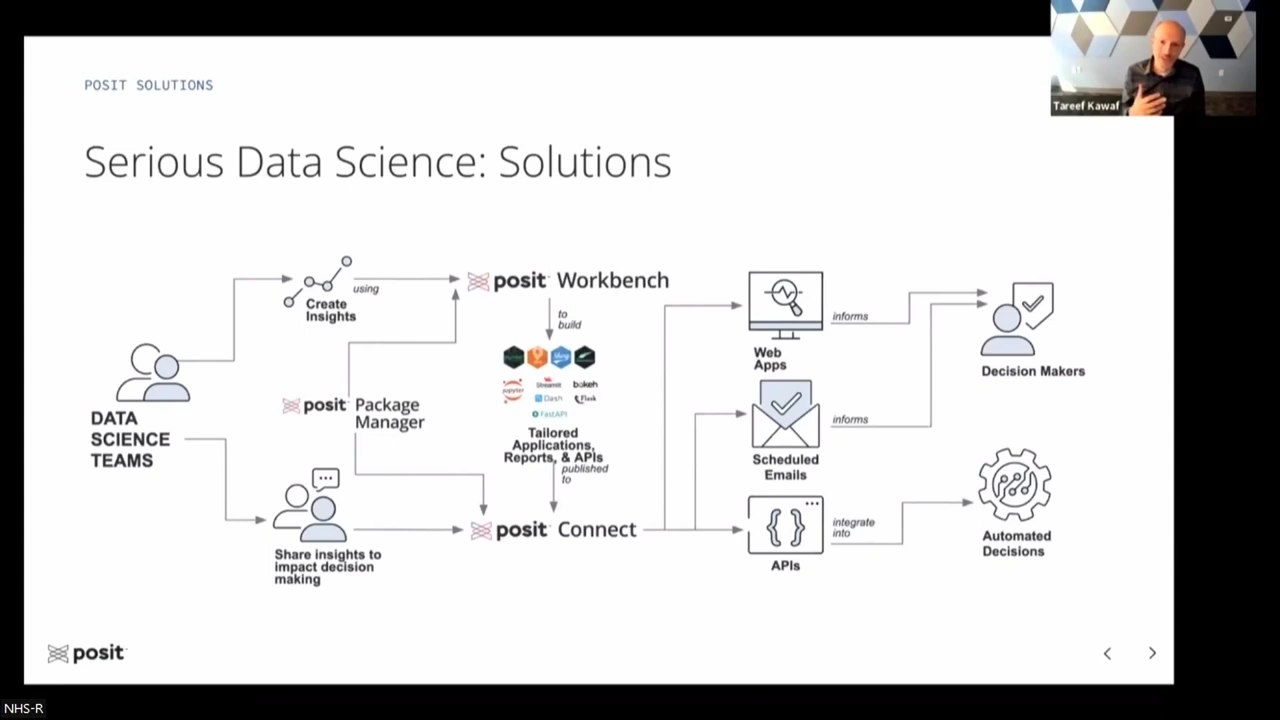 POSIT SOLUTIONS
Tareef Kawaf
Serious Data Science: Solutions
Create
Insights
using
posit Workbench
to
build
DATA
SCIENCE
TEAMS
posit Package
Manager
jupyter
Streamlit
bokeh
Dash
Flask
FastAPI
Tailored
Applications,
Reports, & APIs
published
to
Share insights to
impact decision
making
posit Connect
Web
Apps
informs
Scheduled
Emails
informs
{ }
APIs
integrate
into
Decision Makers
Automated
Decisions
posit
< >
NHS-R